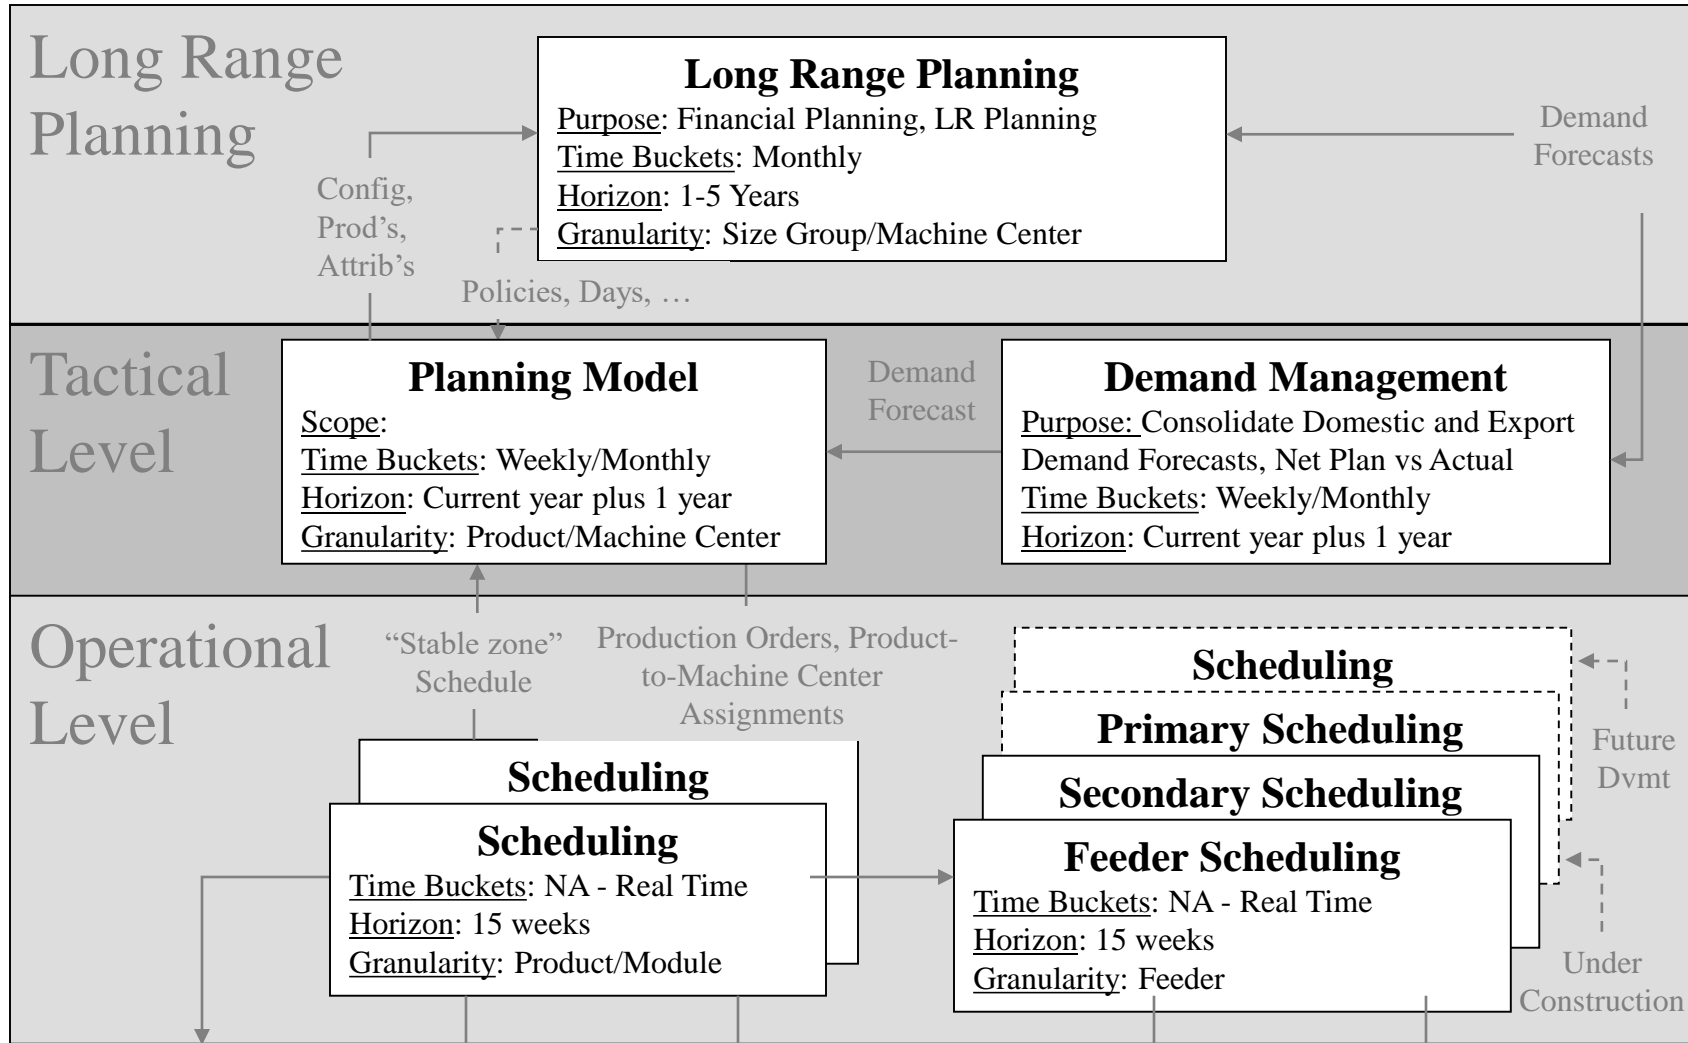 Long Range
Planning
Long Range Planning
Purpose: Financial Planning, LR Planning
Time Buckets: Monthly
Horizon: 1-5 Years
Granularity: Size Group/Machine Center
Demand
Forecasts
Config,
Prod’s,
Attrib’s
Policies, Days, …
Tactical
Level
Planning Model
Scope:
Time Buckets: Weekly/Monthly
Horizon: Current year plus 1 year
Granularity: Product/Machine Center
Demand
Forecast
Demand Management
Purpose: Consolidate Domestic and Export
Demand Forecasts, Net Plan vs Actual
Time Buckets: Weekly/Monthly
Horizon: Current year plus 1 year
Operational
Level
“Stable zone”
Schedule
Production Orders, Product-
to-Machine Center
Assignments
Scheduling
Scheduling
Time Buckets: NA - Real Time
Horizon: 15 weeks
Granularity: Product/Module
Scheduling
Primary Scheduling
Secondary Scheduling
Feeder Scheduling
Time Buckets: NA - Real Time
Horizon: 15 weeks
Granularity: Feeder
Future
Dvmt
Under
Construction